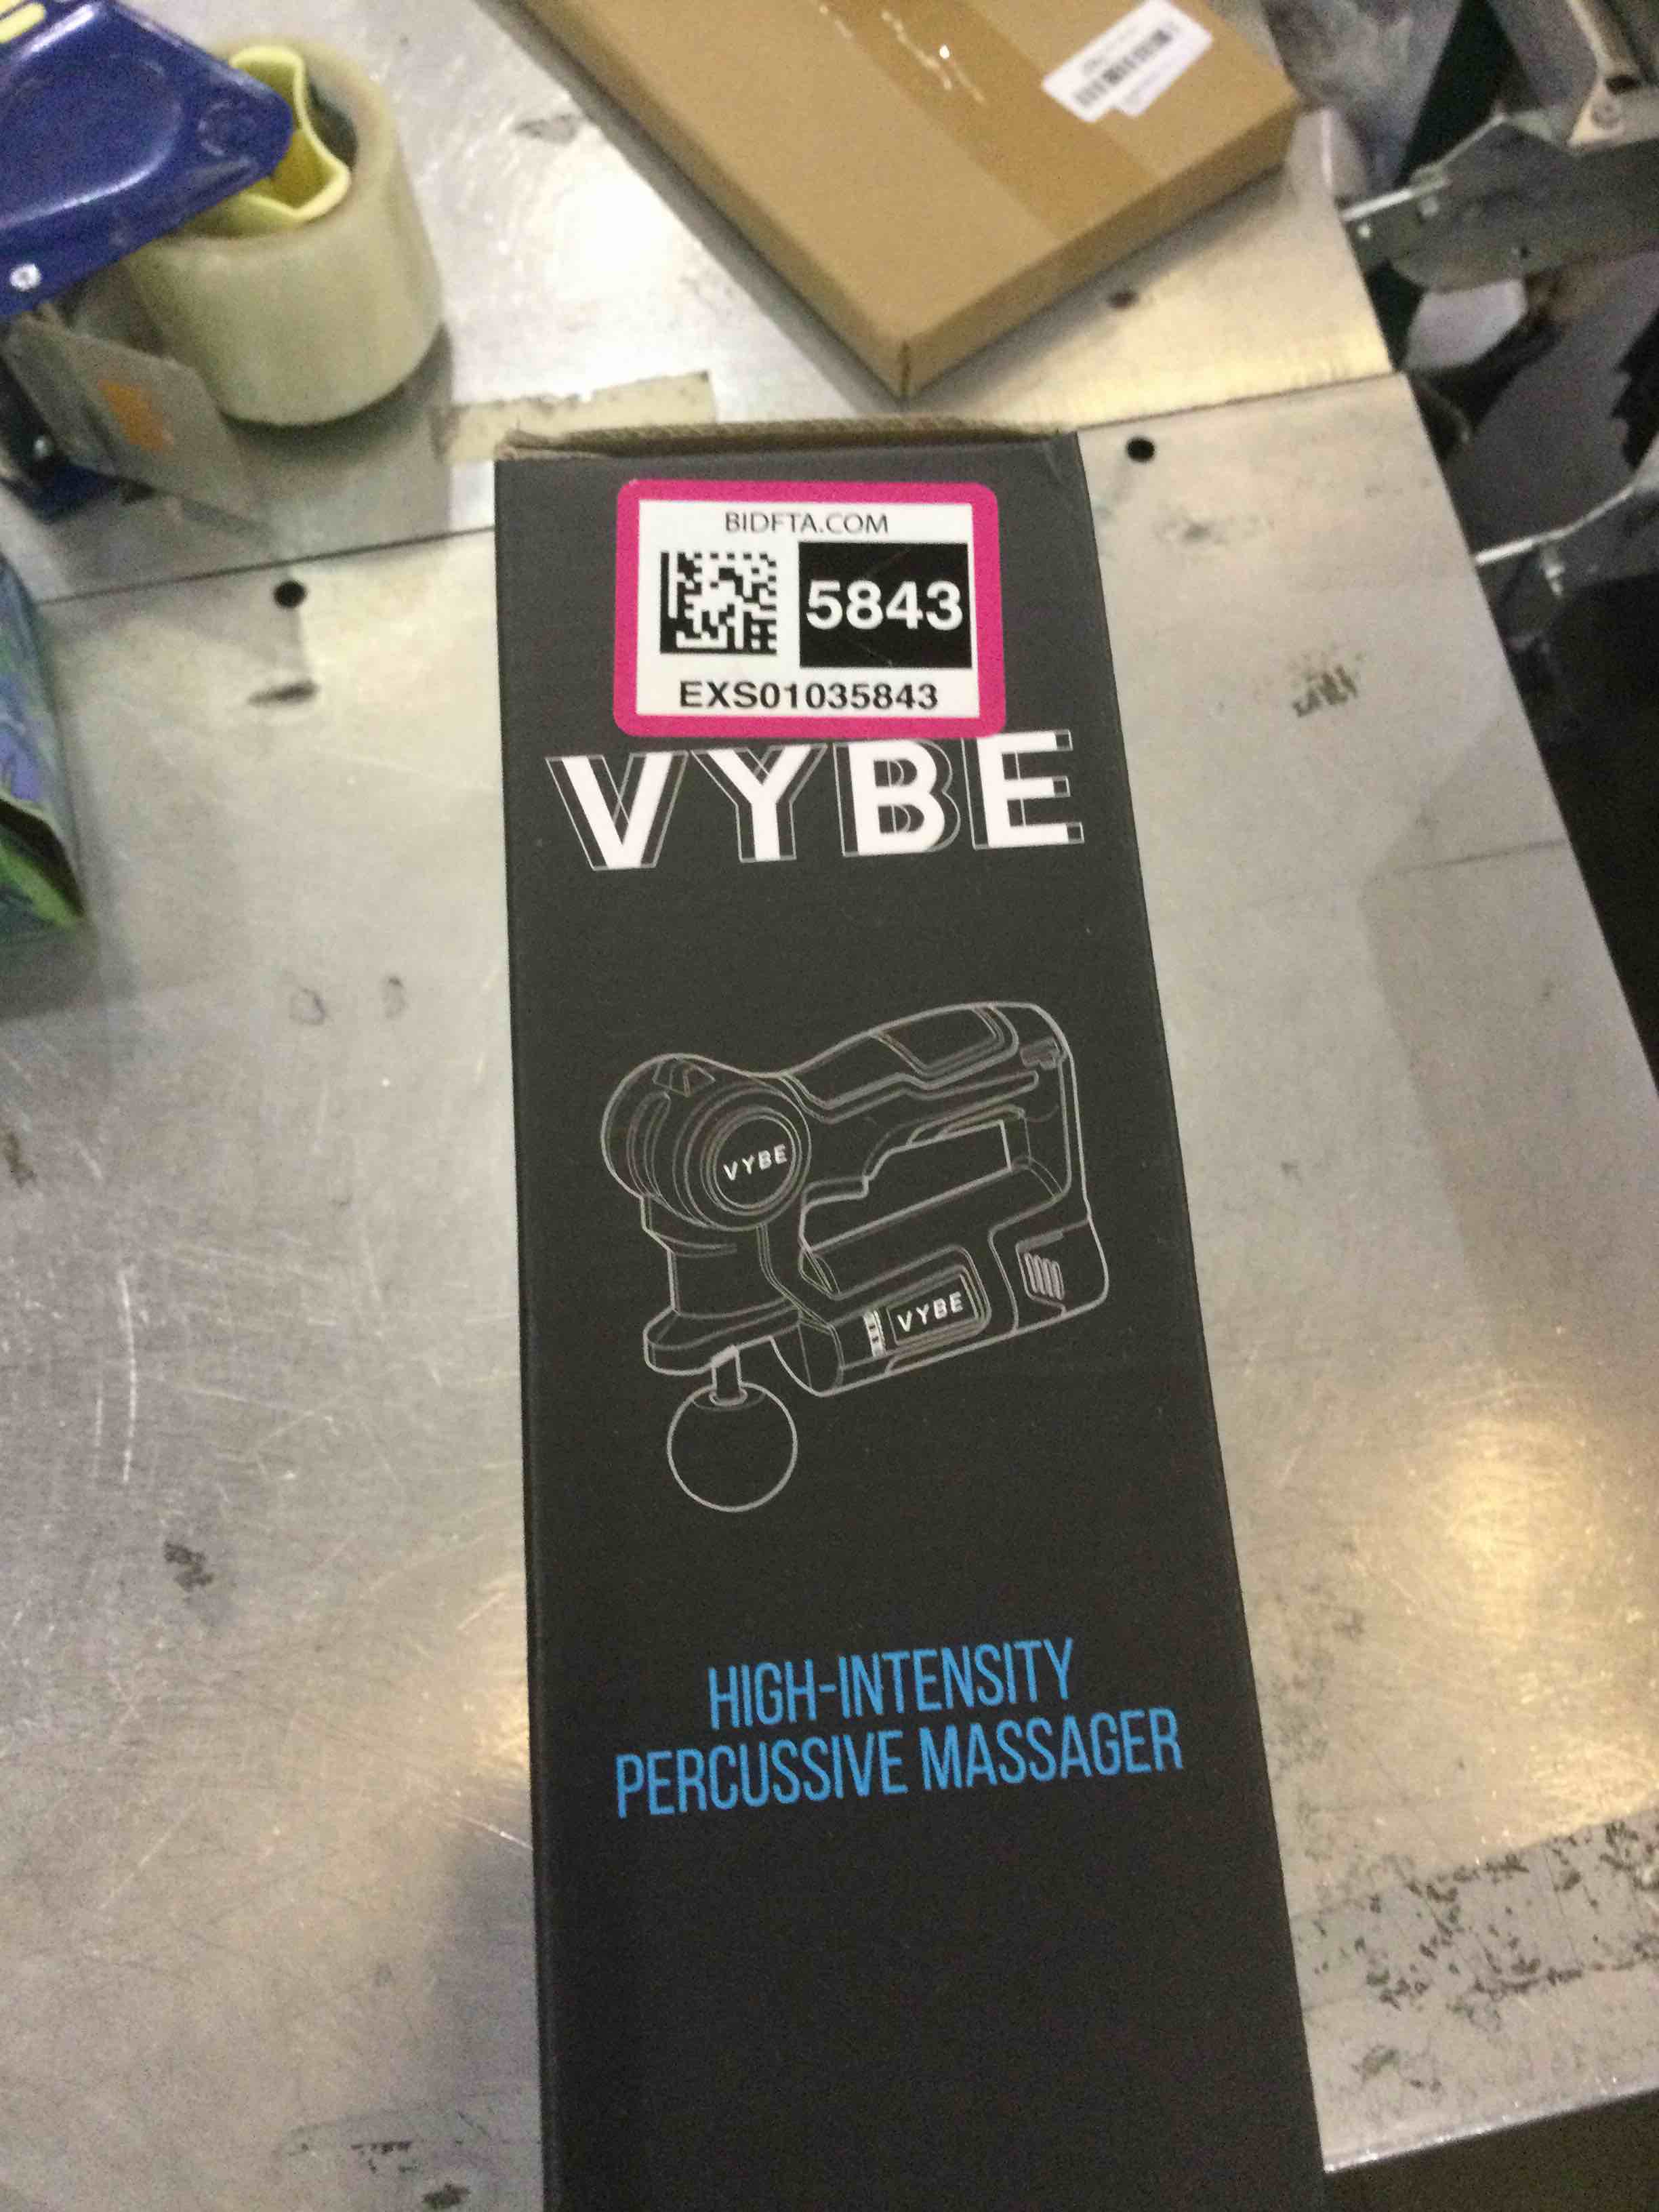 BIDFTA.COM
5843
EXS01035843
VYBE
VYBE
VYBE
HIGH-INTENSITY
PERCUSSIVE MASSAGER